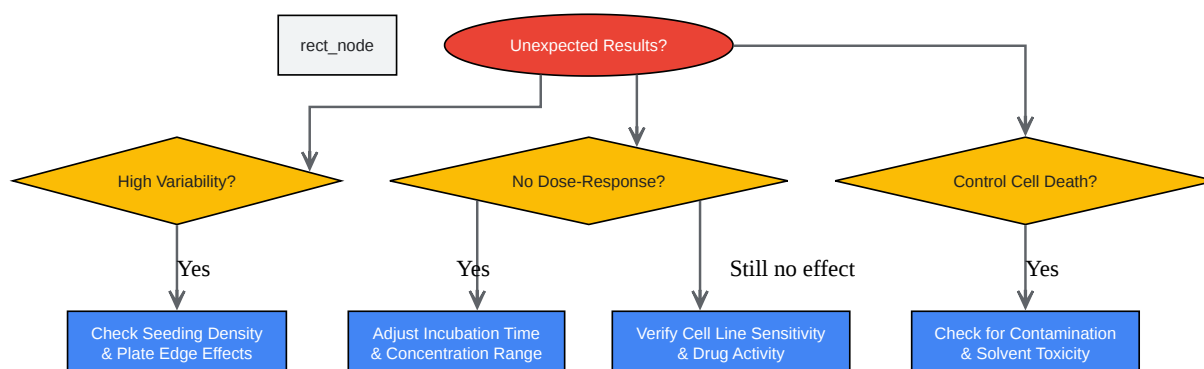 rect_node
Unexpected Results?
High Variability?
No Dose-Response?
Control Cell Death?
Yes
Yes
Still no effect
Yes
Check Seeding Density
& Plate Edge Effects
Adjust Incubation Time
& Concentration Range
Verify Cell Line Sensitivity
& Drug Activity
Check for Contamination
& Solvent Toxicity